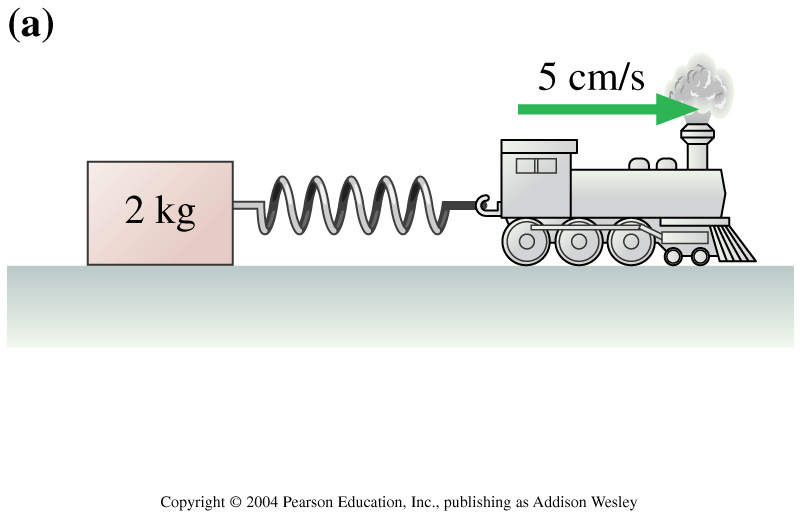 (a)
5 cm/s
2 kg
Copyright © 2004 Pearson Education, Inc., publishing as Addison Wesley